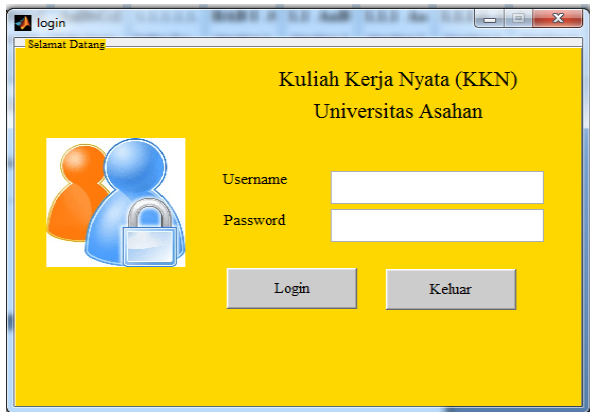 login
Selamat Datang
Kuliah Kerja Nyata (KKN)
Universitas Asahan
Username
Password
Login
Keluar